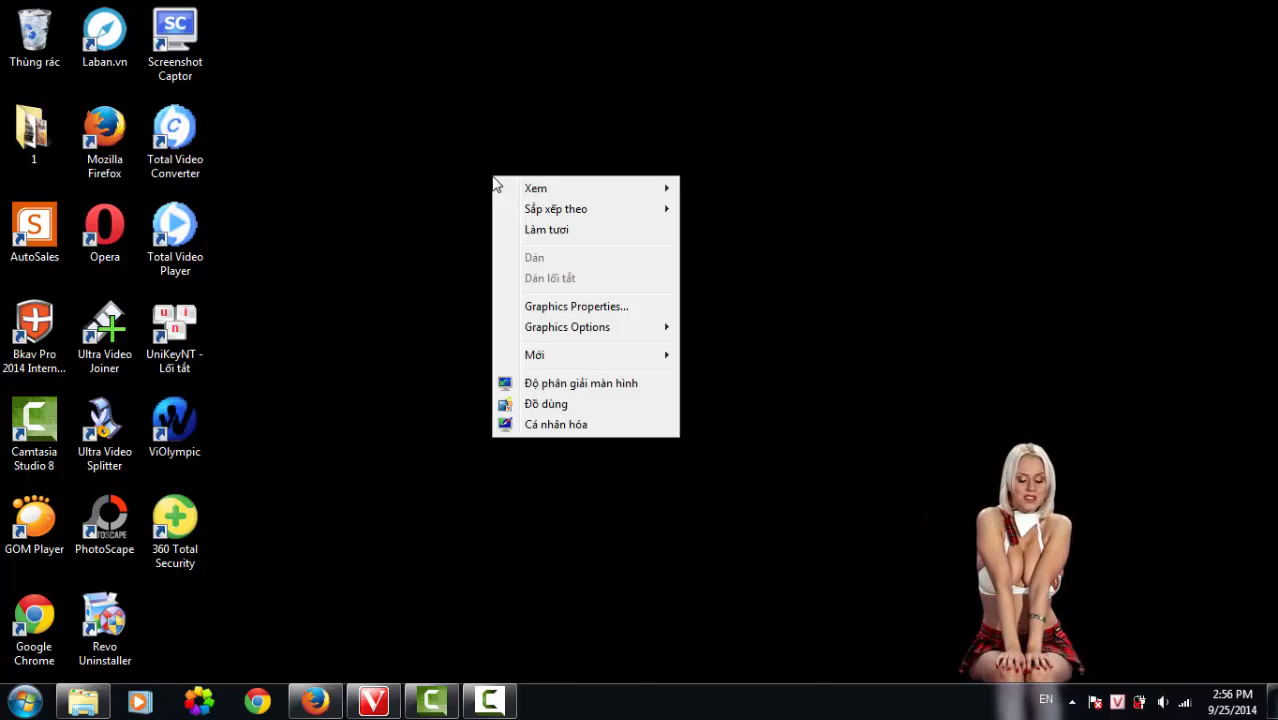 Thùng rác
Laban.vn
Screenshot
Captor
SC
1
Mozilla
Firefox
Total Video
Converter
AutoSales
Opera
Total Video
Player
Bkav Pro
2014 Intern...
Ultra Video
Joiner
UniKeyNT -
Lối tắt
Camtasia
Studio 8
Ultra Video
Splitter
ViOlympic
GOM Player
PhotoScape
360 Total
Security
Google
Chrome
Revo
Uninstaller
Xem
Sắp xếp theo
Làm tươi
Dán
Dán lối tắt
Graphics Properties...
Graphics Options
Mới
Độ phân giải màn hình
Đồ dùng
Cá nhân hóa
EN
2:56 PM
9/25/2014